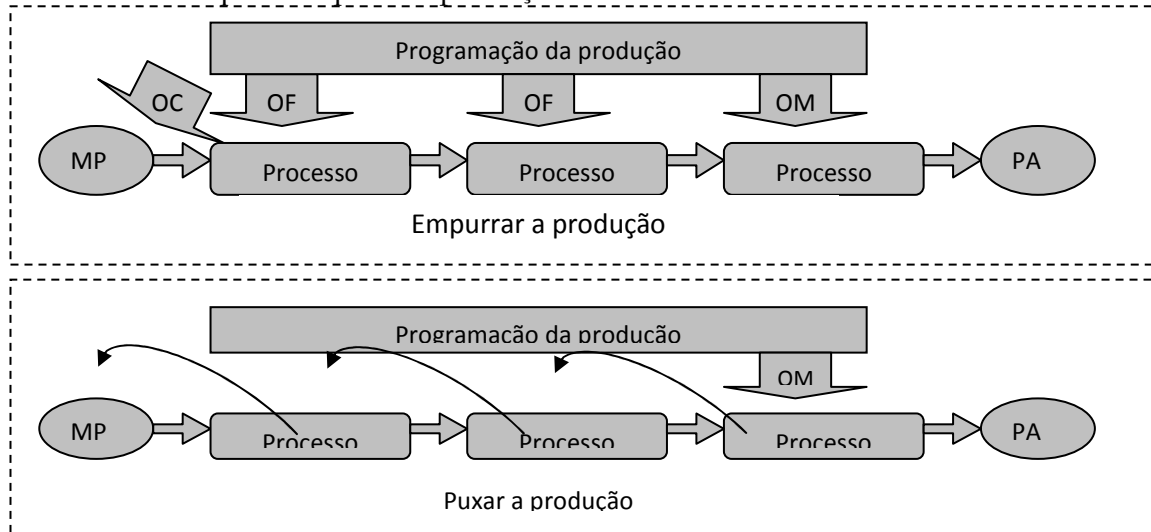 Programação da produção
OC OF OF OM
MP Processo Processo Processo PA
Empurrar a produção
Programação da produção
OM
MP Processo Processo Processo PA
Puxar a produção